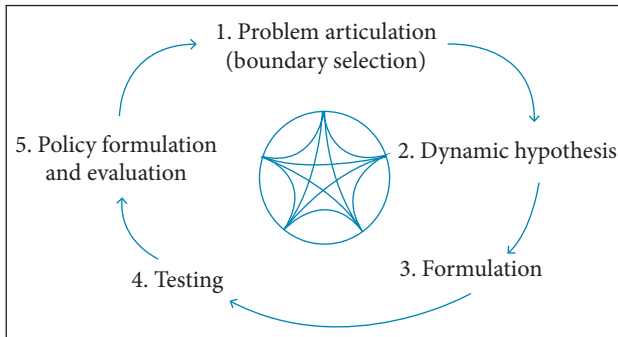 1. Problem articulation
(boundary selection)
2. Dynamic hypothesis
3. Formulation
4. Testing
5. Policy formulation
and evaluation